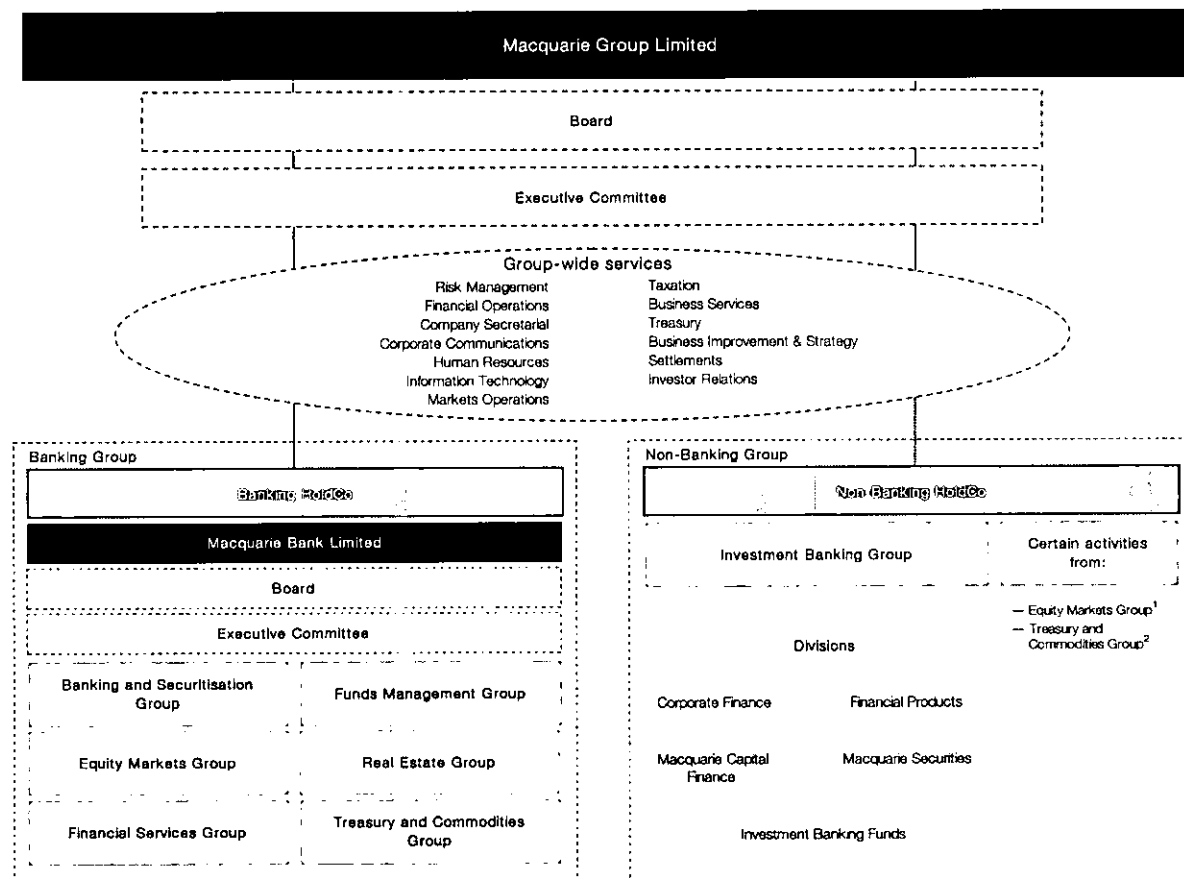 Macquarie Group Limited
Board
Executive Committee
Group-wide services
Risk Management
Financial Operations
Company Secretarial
Corporate Communications
Human Resources
Information Technology
Markets Operations
Taxation
Business Services
Treasury
Business Improvement & Strategy
Settlements
Investor Relations
Banking Group
Banking HoldCo
Macquarie Bank Limited
Board
Executive Committee
Banking and Securitisation
Group
Funds Management Group
Equity Markets Group
Real Estate Group
Financial Services Group
Treasury and Commodities
Group
Non-Banking Group
Non-Banking HoldCo
Investment Banking Group
Certain activities
from:
— Equity Markets Group¹
— Treasury and
Commodities Group²
Divisions
Corporate Finance
Financial Products
Macquarie Capital
Finance
Macquarie Securities
Investment Banking Funds